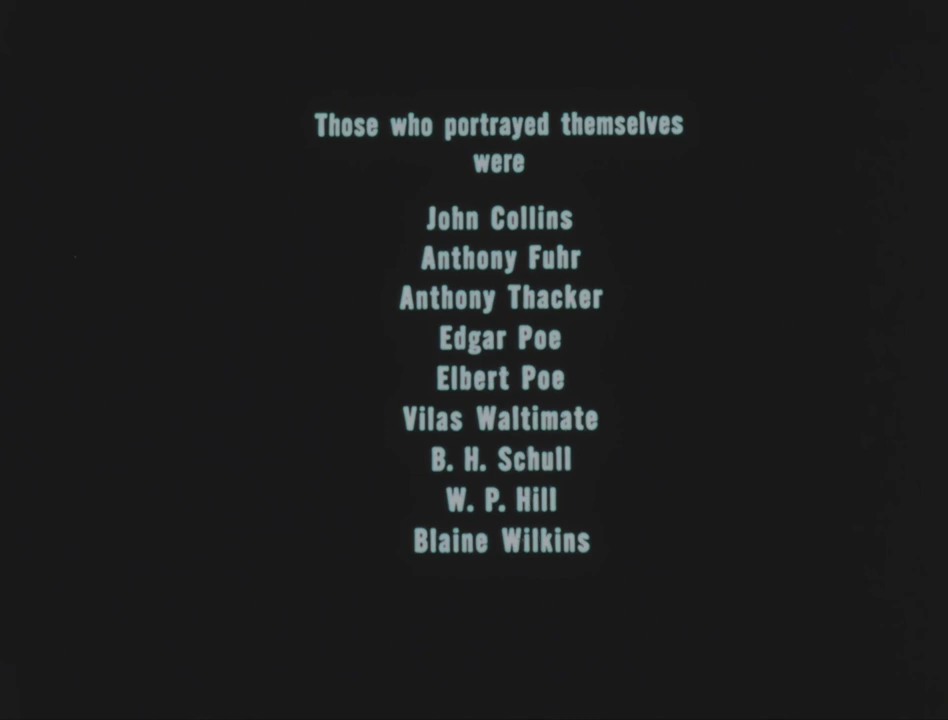 Those who portrayed themselves
were
John Collins
Anthony Fuhr
Anthony Thacker
Edgar Poe
Elbert Poe
Vilas Waltimate
B. H. Schull
W. P. Hill
Blaine Wilkins